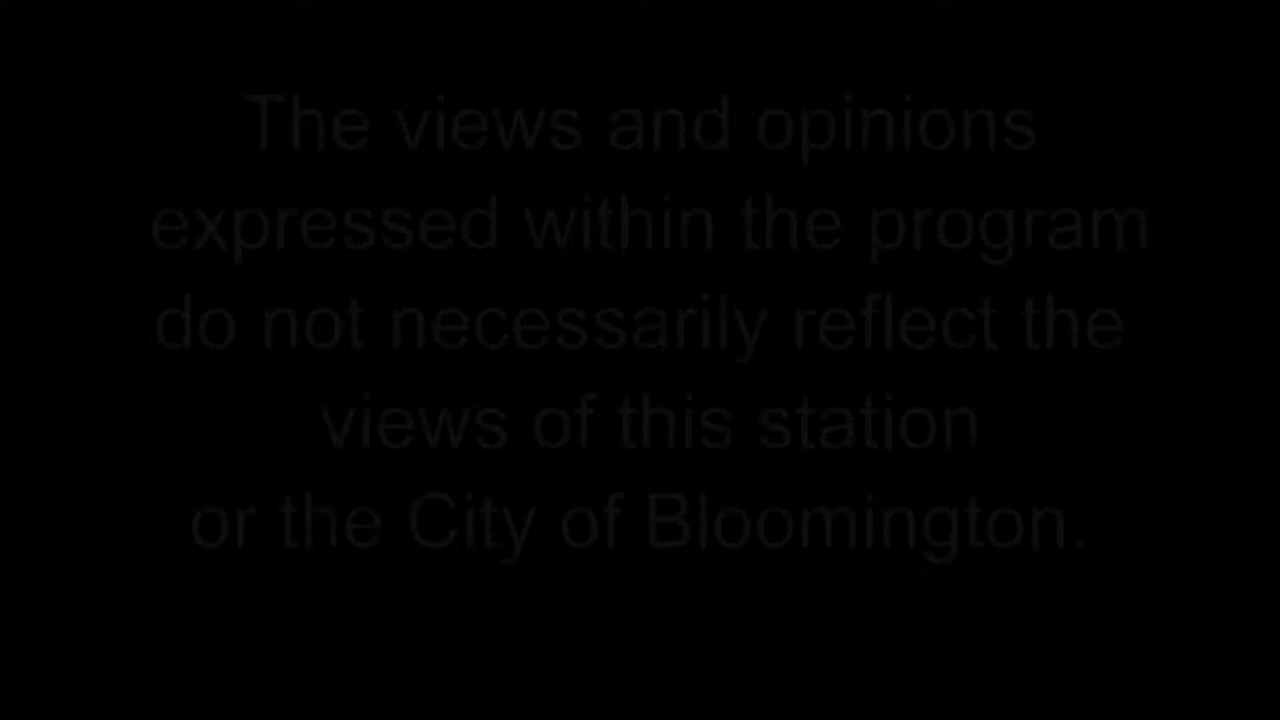 The views and opinions
expressed within the program
do not necessarily reflect the
views of this station
or the City of Bloomington.